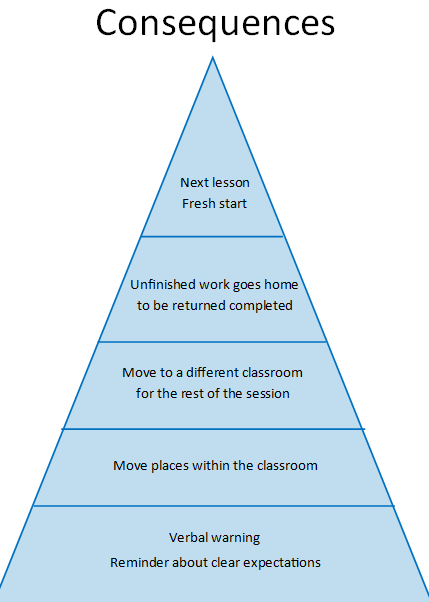 Consequences
Next lesson
Fresh start
Unfinished work goes home
to be returned completed
Move to a different classroom
for the rest of the session
Move places within the classroom
Verbal warning
Reminder about clear expectations